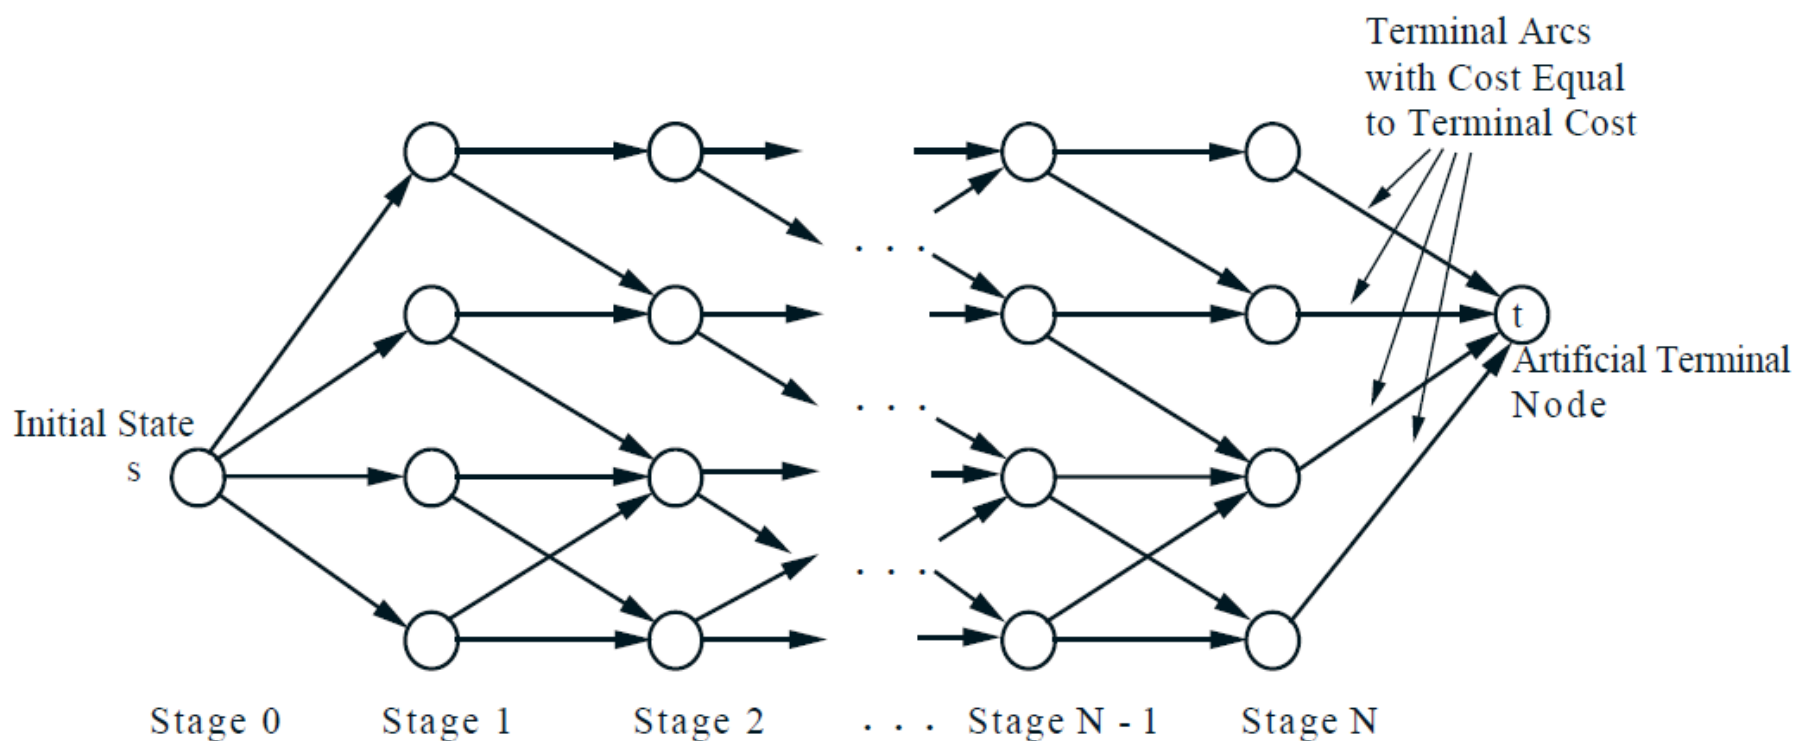 Terminal Arcs
with Cost Equal
to Terminal Cost
. . .
t
Artificial Terminal
Node
. . .
Initial State
s
. . .
Stage 0 Stage 1 Stage 2 . . . Stage N - 1 Stage N